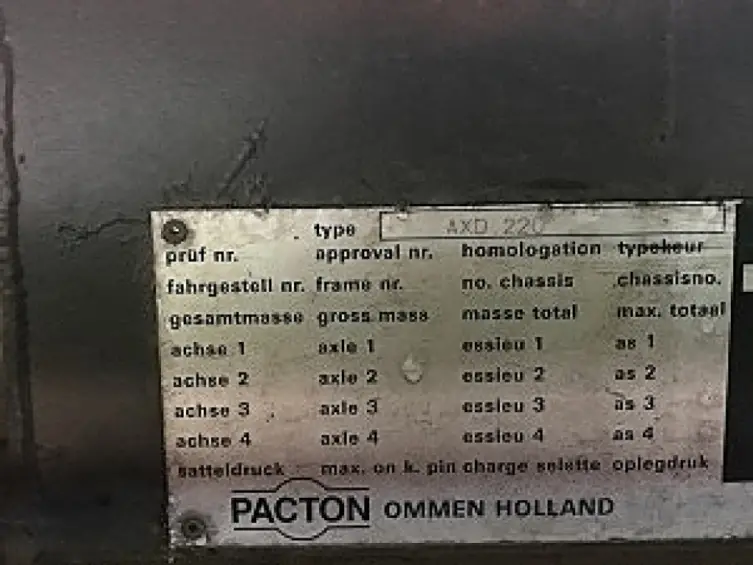 type AXD 220
prüf nr. approval nr. homologation typekeur
fahrgestell nr. frame nr. no. chassis chassisno.
gesamtmasse gross mass masse total max. totaal
achse 1 axle 1 essieu 1 as 1
achse 2 axle 2 essieu 2 as 2
achse 3 axle 3 essieu 3 as 3
achse 4 axle 4 essieu 4 as 4
satteldruck max. on k. pin charge selette oplegdruk
PACTON OMMEN HOLLAND